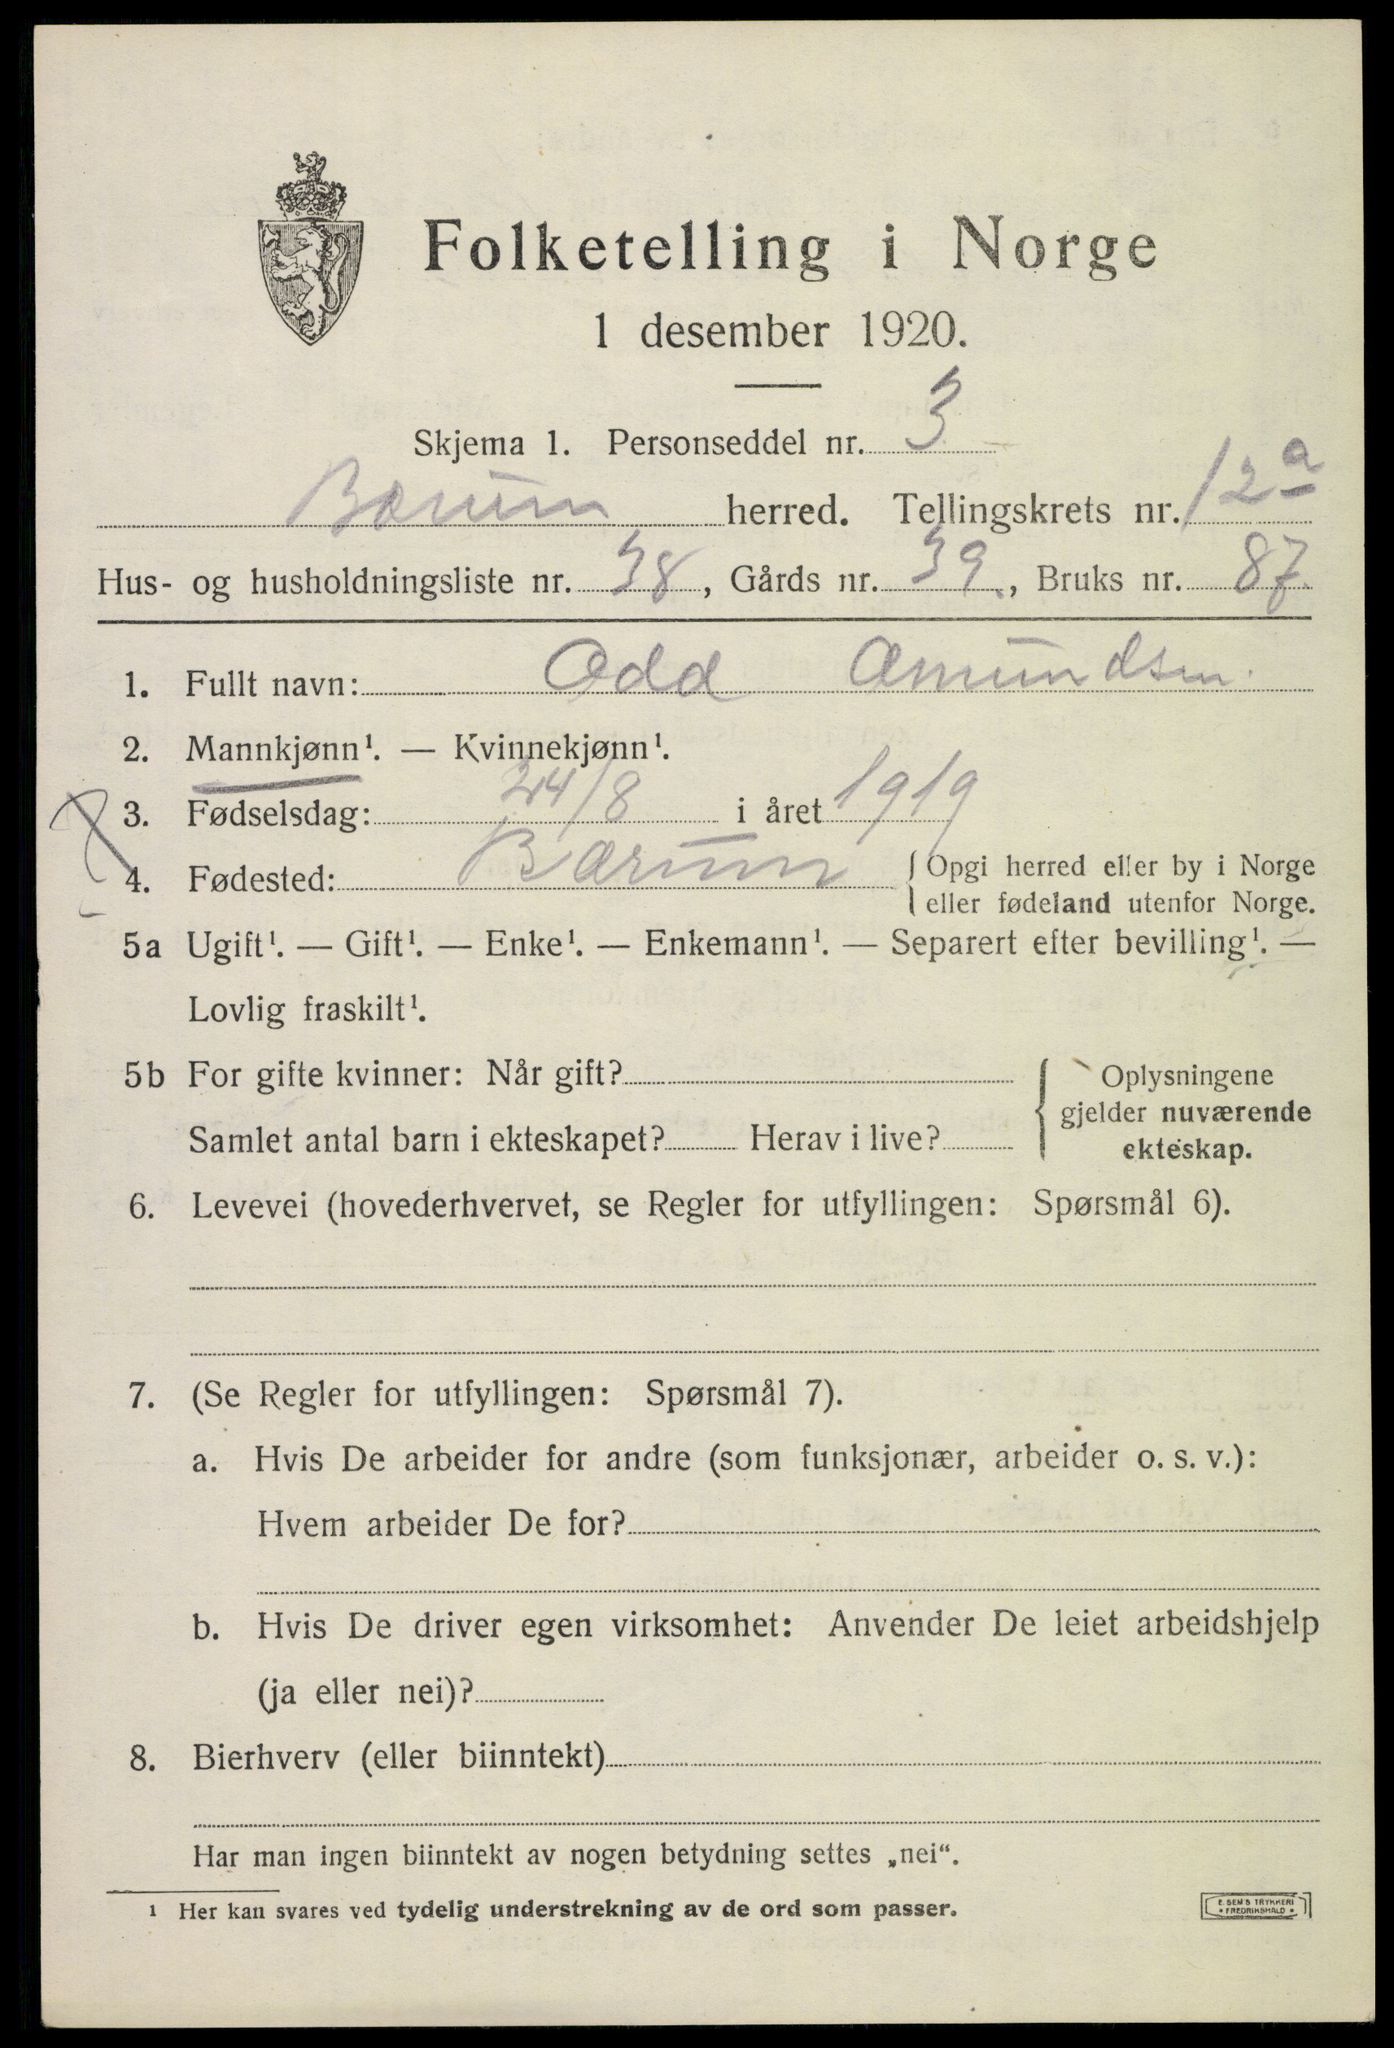 Folketelling i Norge
1 desember 1920.
Skjema 1. Personseddel nr. 3
Bærum herred. Tellingskrets nr. 12a
Hus- og husholdningsliste nr. 38, Gårds nr. 39, Bruks nr. 87
1. Fullt navn: Odd Amundsen.
2. Mannkjønn¹. — Kvinnekjønn¹.
3. Fødselsdag: 24/8 i året 1919
4. Fødested: Bærum { Opgi herred eller by i Norge
eller fødeland utenfor Norge.
5a Ugift¹. — Gift¹. — Enke¹. — Enkemann¹. — Separert efter bevilling¹. —
Lovlig fraskilt¹.
5b For gifte kvinner: Når gift?
Samlet antal barn i ekteskapet? Herav i live?
{ Oplysningene
gjelder nuværende
ekteskap.
6. Levevei (hovederhvervet, se Regler for utfyllingen: Spørsmål 6).
7. (Se Regler for utfyllingen: Spørsmål 7).
a. Hvis De arbeider for andre (som funksjonær, arbeider o. s. v.):
Hvem arbeider De for?
b. Hvis De driver egen virksomhet: Anvender De leiet arbeidshjelp
(ja eller nei)?
8. Bierhverv (eller biinntekt)
Har man ingen biinntekt av nogen betydning settes „nei“.
¹ Her kan svares ved tydelig understrekning av de ord som passer.
E. SEM'S TRYKKERI
• FREDRIKSHALD •